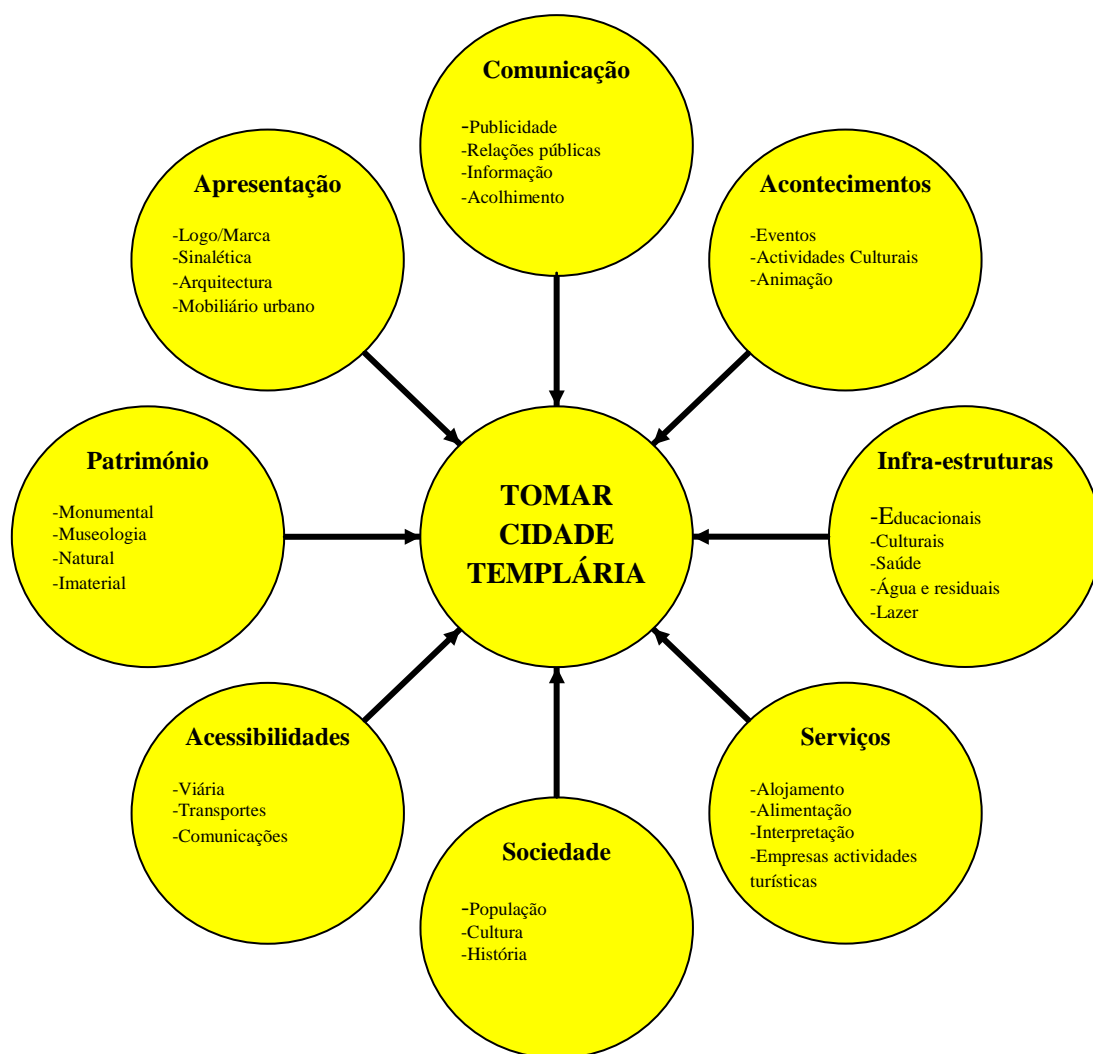 Comunicação
-Publicidade
-Relações públicas
-Informação
-Acolhimento
Apresentação
-Logo/Marca
-Sinalética
-Arquitectura
-Mobiliário urbano
Acontecimentos
-Eventos
-Actividades Culturais
-Animação
Património
-Monumental
-Museologia
-Natural
-Imaterial
TOMAR
CIDADE
TEMPLÁRIA
Infra-estruturas
-Educacionais
-Culturais
-Saúde
-Água e residuais
-Lazer
Acessibilidades
-Viária
-Transportes
-Comunicações
Serviços
-Alojamento
-Alimentação
-Interpretação
-Empresas actividades
turísticas
Sociedade
-População
-Cultura
-História